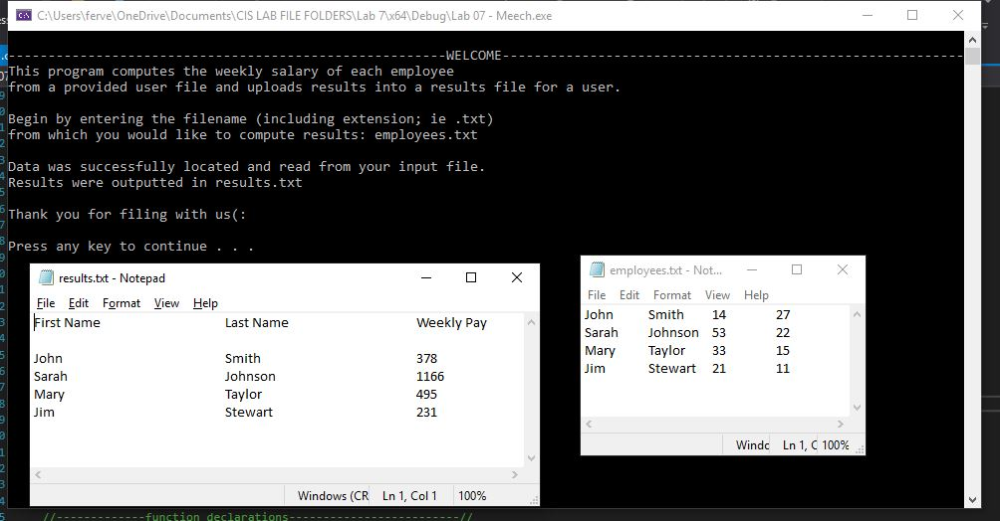 C:\Users\ferve\OneDrive\Documents\CIS LAB FILE FOLDERS\Lab 7\x64\Debug\Lab 07 - Meech.exe
-------------------------------------------------------WELCOME----------------------------------------------------------
This program computes the weekly salary of each employee
from a provided user file and uploads results into a results file for a user.
Begin by entering the filename (including extension; ie .txt)
from which you would like to compute results: employees.txt
Data was successfully located and read from your input file.
Results were outputted in results.txt
Thank you for filing with us(:
Press any key to continue . . .
results.txt - Notepad
File Edit Format View Help
First Name Last Name Weekly Pay
John Smith 378
Sarah Johnson 1166
Mary Taylor 495
Jim Stewart 231
Windows (CR Ln 1, Col 1 100%
employees.txt - Not...
File Edit Format View Help
John Smith 14 27
Sarah Johnson 53 22
Mary Taylor 33 15
Jim Stewart 21 11
Windc Ln 1, C 100%
//-------------function declarations-------------------------//